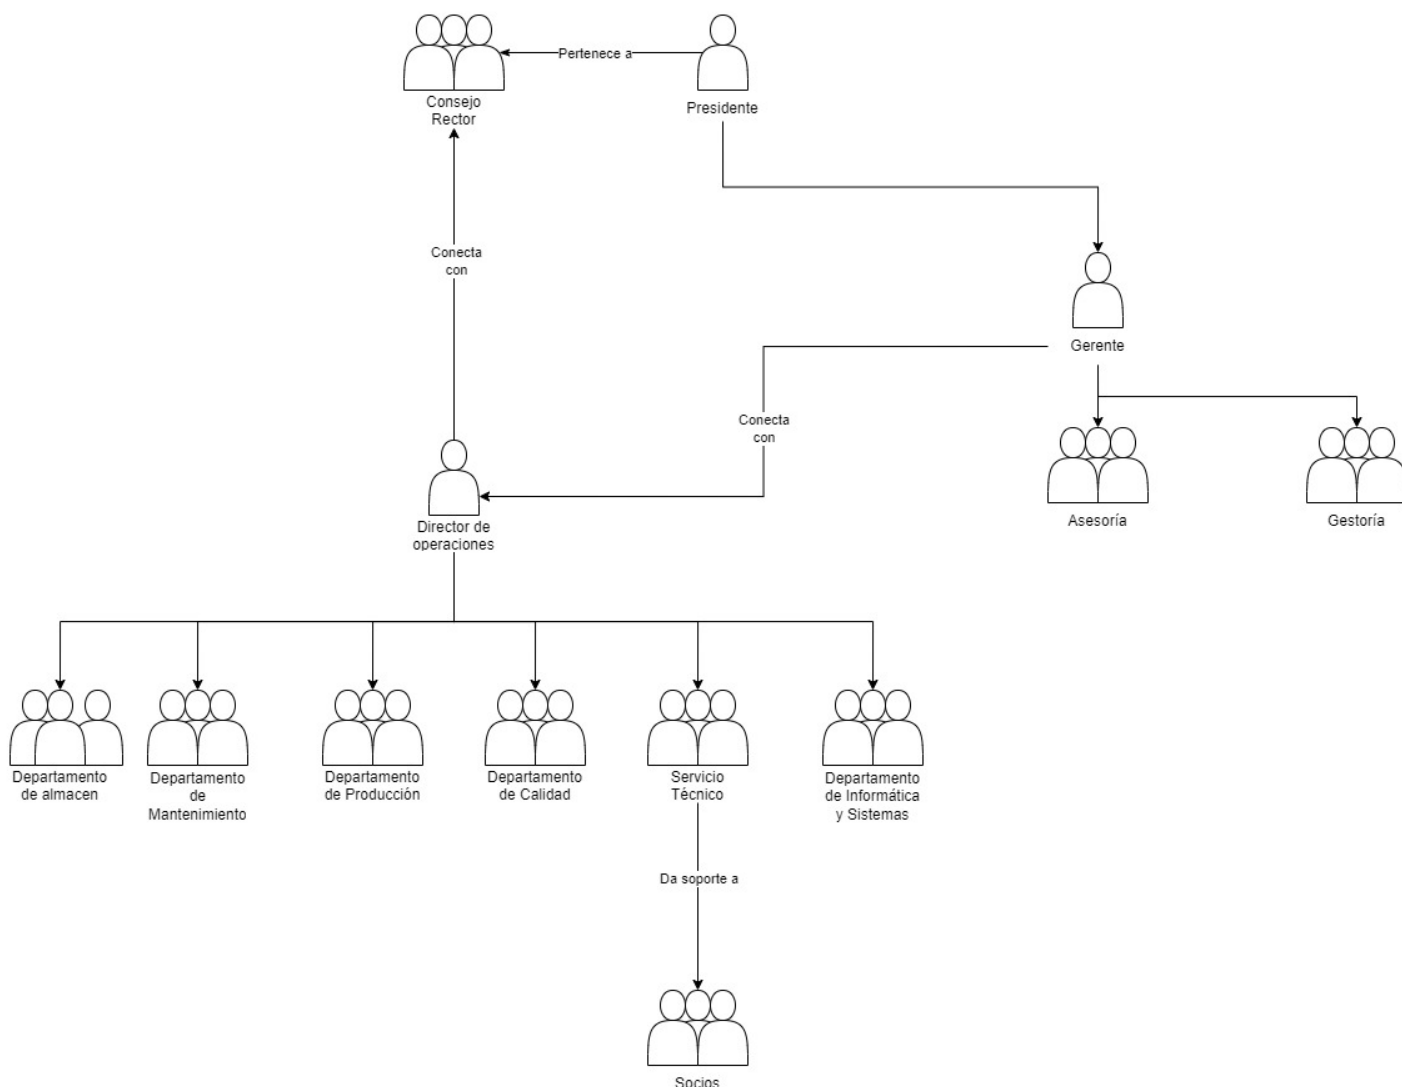 Pertenece a
Consejo
Rector
Presidente
Conecta
con
Gerente
Conecta
con
Director de
operaciones
Asesoría
Gestoría
Departamento
de almacen
Departamento
de
Mantenimiento
Departamento
de Producción
Departamento
de Calidad
Servicio
Técnico
Departamento
de Informática
y Sistemas
Da soporte a
Socios